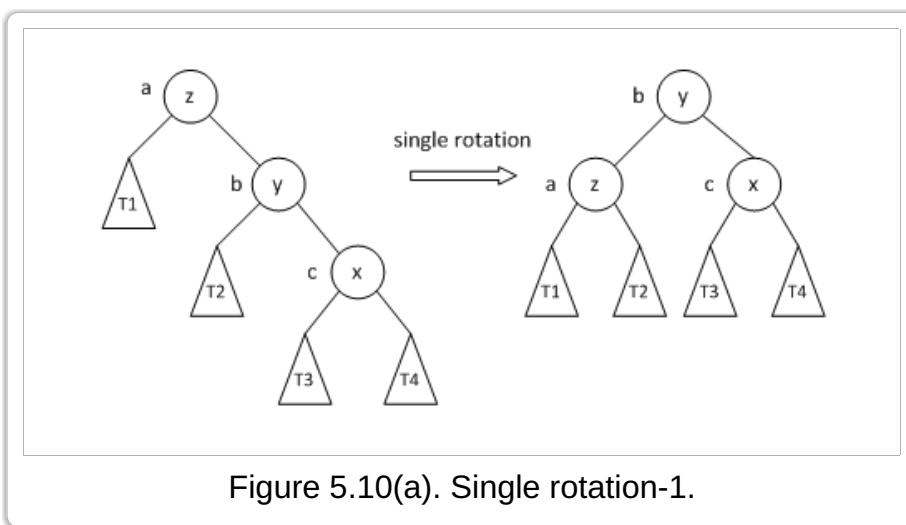 a z
b y
single rotation
b y
a z
c x
T1
T2
c x
T1 T2 T3 T4
T3 T4
Figure 5.10(a). Single rotation-1.